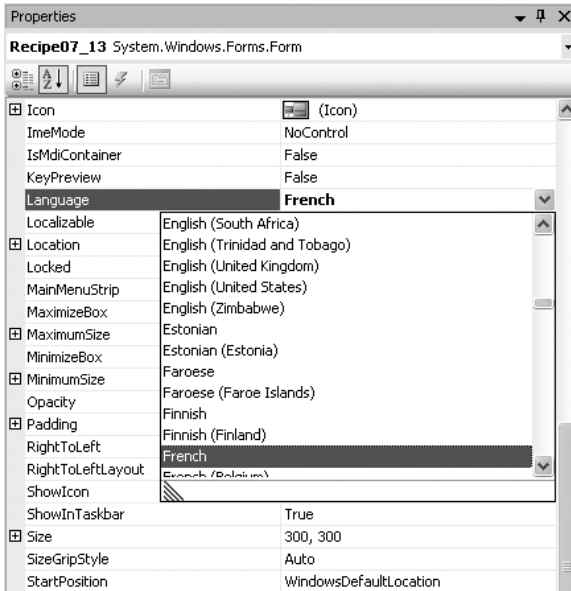 Properties
Recipe07_13 System.Windows.Forms.Form
Icon (Icon)
ImeMode NoControl
IsMdiContainer False
KeyPreview False
Language French
Localizable
Location
Locked
MainMenuStrip
MaximizeBox
MaximumSize
MinimizeBox
MinimumSize
Opacity
Padding
RightToLeft
RightToLeftLayout
ShowIcon
English (South Africa)
English (Trinidad and Tobago)
English (United Kingdom)
English (United States)
English (Zimbabwe)
Estonian
Estonian (Estonia)
Faroese
Faroese (Faroe Islands)
Finnish
Finnish (Finland)
French
French (Belgium)
ShowInTaskbar True
Size 300, 300
SizeGripStyle Auto
StartPosition WindowsDefaultLocation